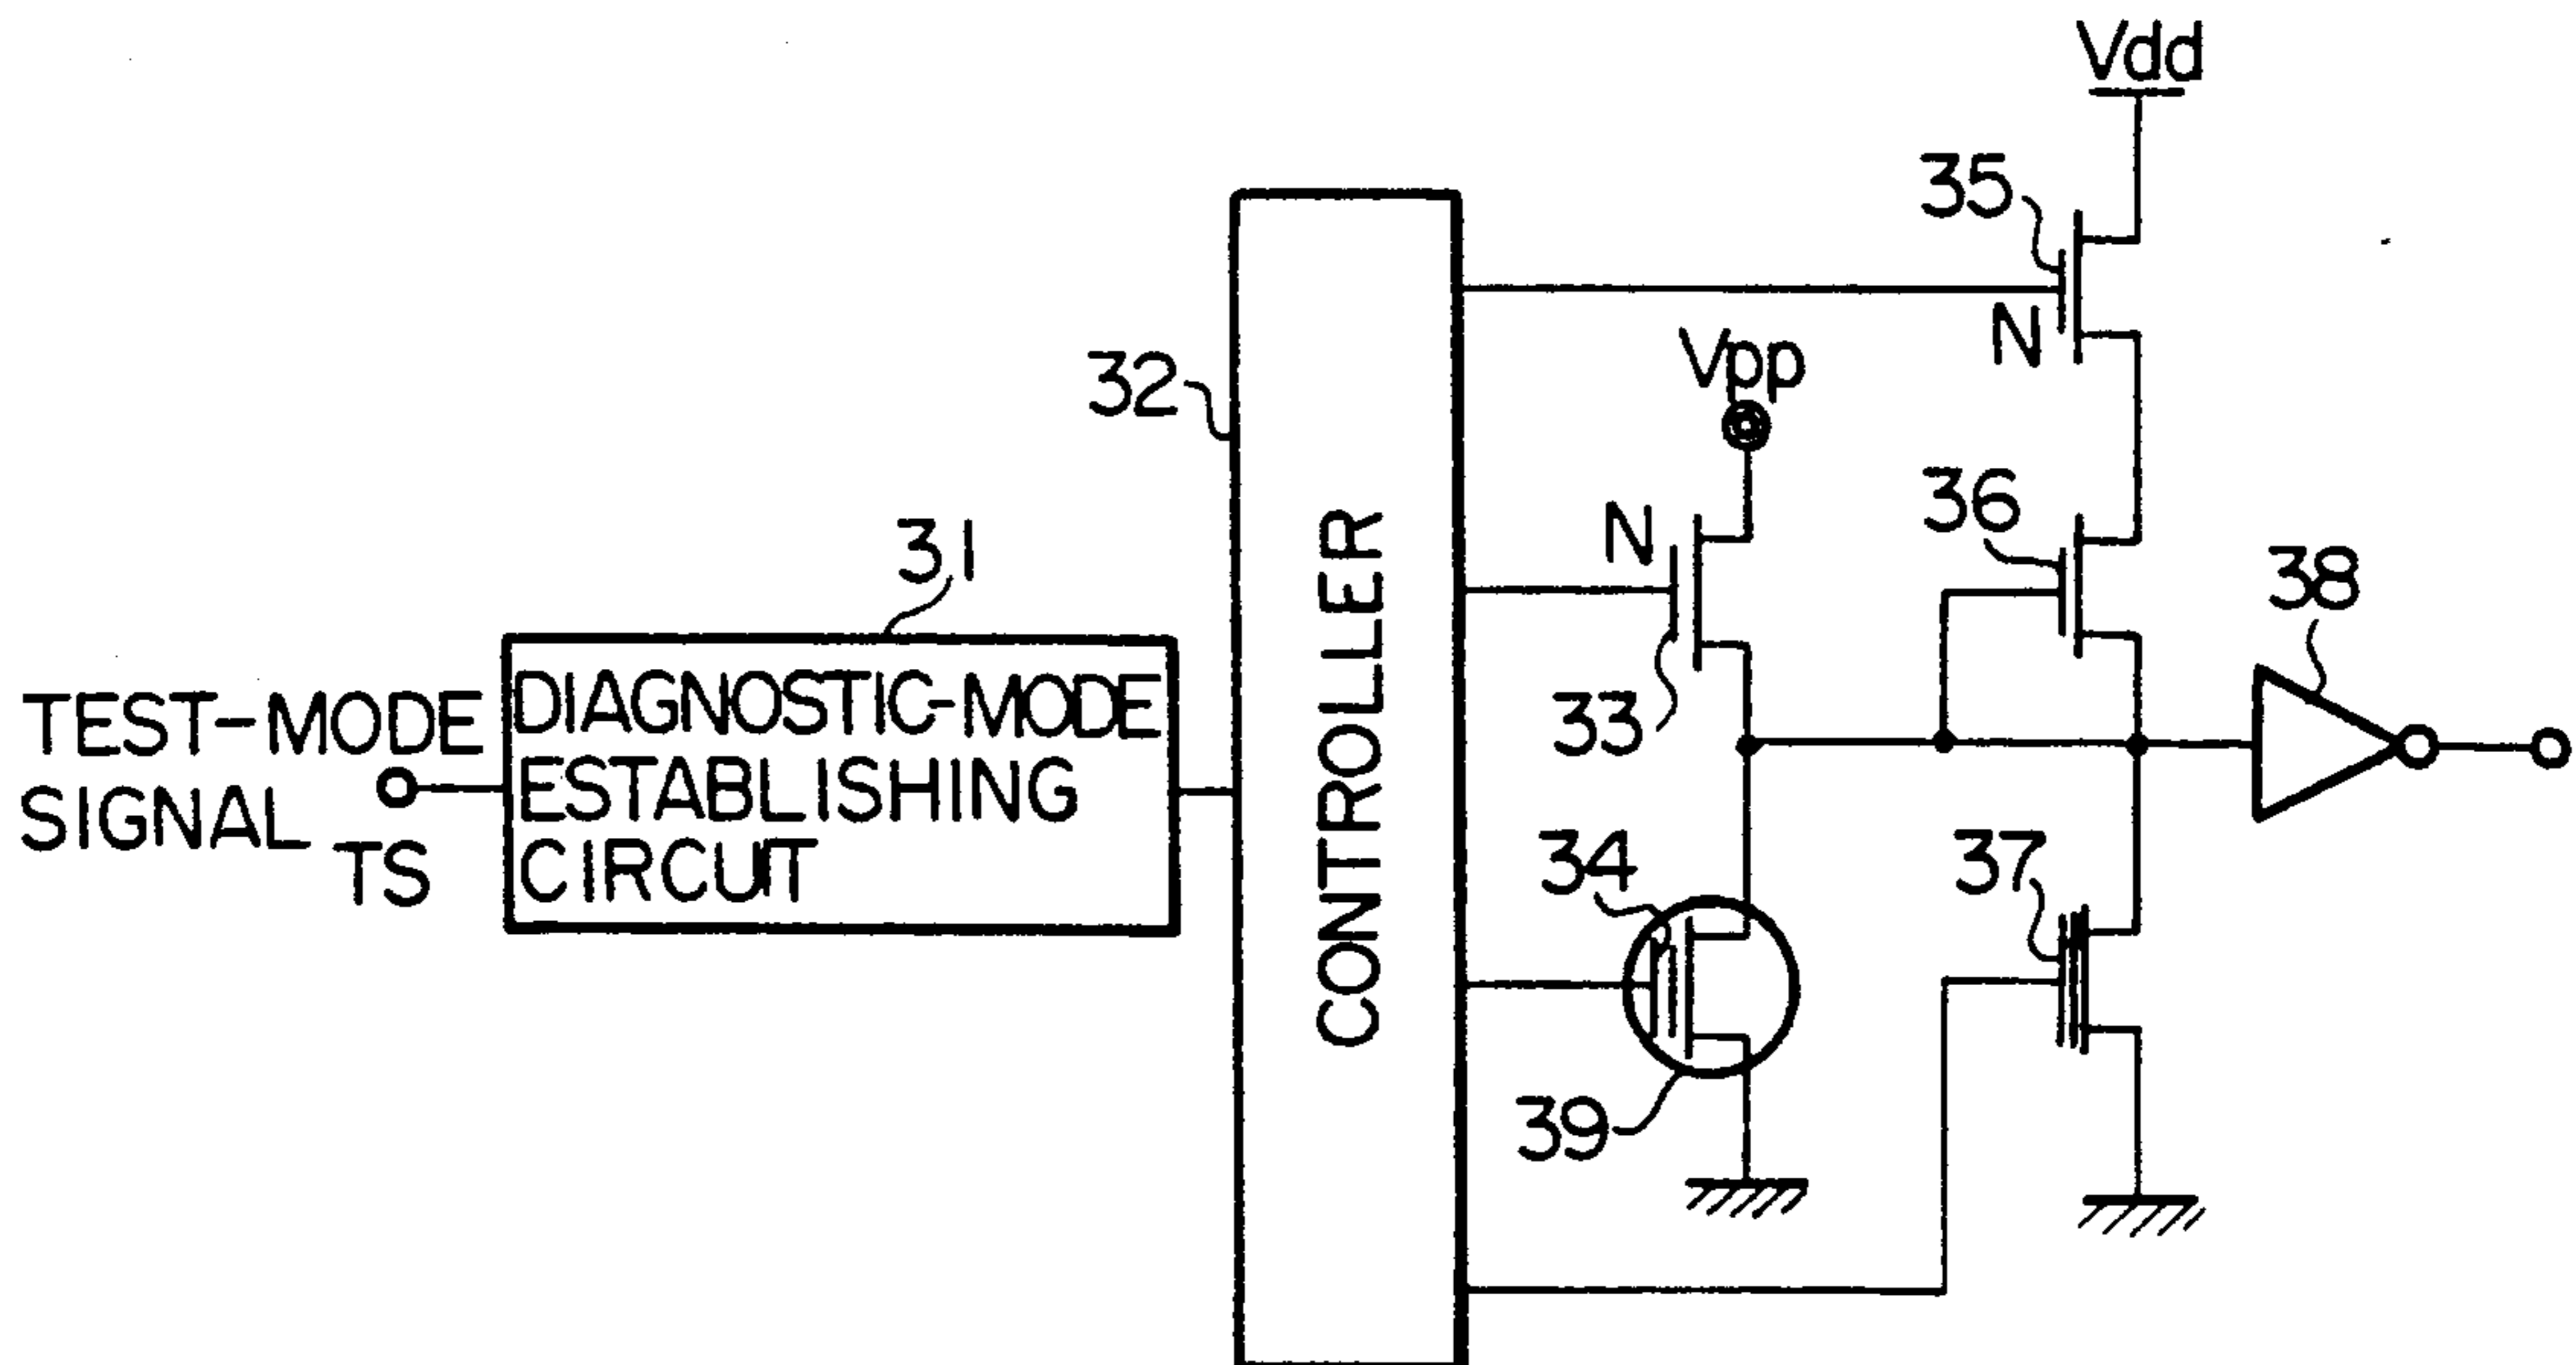 Vdd
35
N
Vpp
32
N
36
31
38
33
TEST-MODE
SIGNAL
TS
DIAGNOSTIC-MODE
ESTABLISHING
CIRCUIT
CONTROLLER
34
37
39